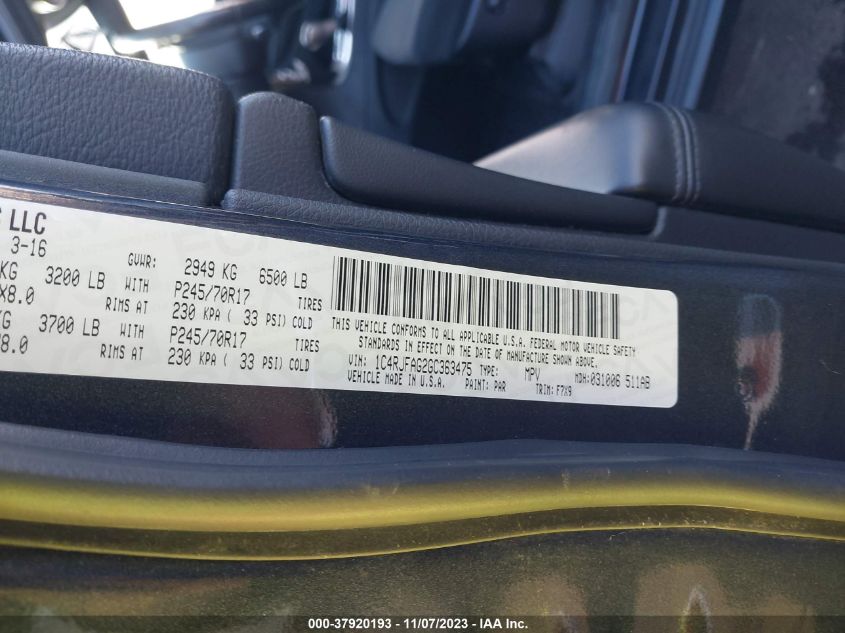 LLC
3-16
GVWR: 2949 KG 6500 LB
KG 3200 LB WITH P245/70R17 TIRES
X8.0 RIMS AT 230 KPA ( 33 PSI) COLD
KG 3700 LB WITH P245/70R17 TIRES
X8.0 RIMS AT 230 KPA ( 33 PSI) COLD
THIS VEHICLE CONFORMS TO ALL APPLICABLE U.S.A. FEDERAL MOTOR VEHICLE SAFETY
STANDARDS IN EFFECT ON THE DATE OF MANUFACTURE SHOWN ABOVE.
VIN: 1C4RJFAG2GC363475 TYPE: MPV MDH: 031006 511AB
VEHICLE MADE IN U.S.A. PAINT: PAR TRIM: F7X9
000-37920193 - 11/07/2023 - IAA Inc.